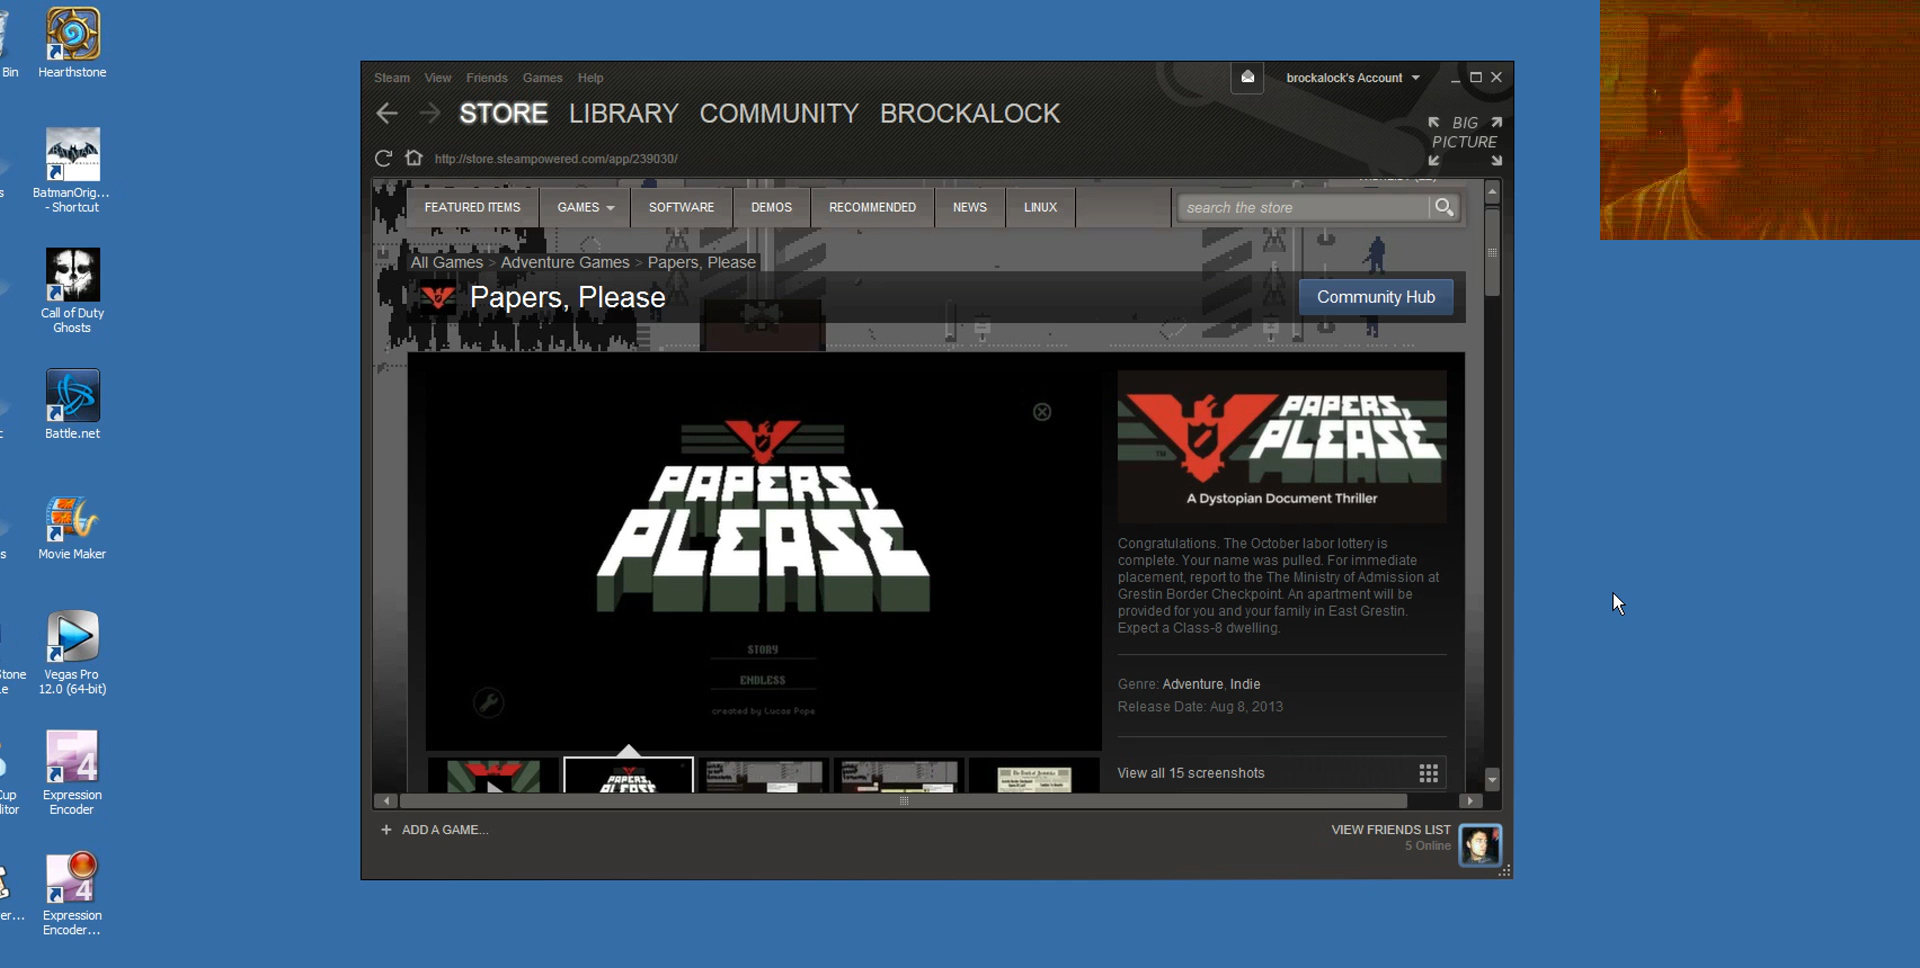 Bin
Hearthstone
s
BatmanOrig...
- Shortcut
Call of Duty
Ghosts
c
Battle.net
s
Movie Maker
Stone
.e
Vegas Pro
12.0 (64-bit)
Cup
ditor
Expression
Encoder
er...
Expression
Encoder...
Steam View Friends Games Help
brockalock's Account
STORE LIBRARY COMMUNITY BROCKALOCK
BIG
PICTURE
http://store.steampowered.com/app/239030/
FEATURED ITEMS GAMES SOFTWARE DEMOS RECOMMENDED NEWS LINUX search the store
All Games > Adventure Games > Papers, Please
Papers, Please
Community Hub
PAPERS,
PLEASE
STORY
ENDLESS
created by Lucas Pope
PAPERS,
PLEASE
TM
A Dystopian Document Thriller
Congratulations. The October labor lottery is
complete. Your name was pulled. For immediate
placement, report to the The Ministry of Admission at
Grestin Border Checkpoint. An apartment will be
provided for you and your family in East Grestin.
Expect a Class-8 dwelling.
Genre: Adventure, Indie
Release Date: Aug 8, 2013
View all 15 screenshots
PAPERS,
PLEASE
+ ADD A GAME...
VIEW FRIENDS LIST
5 Online